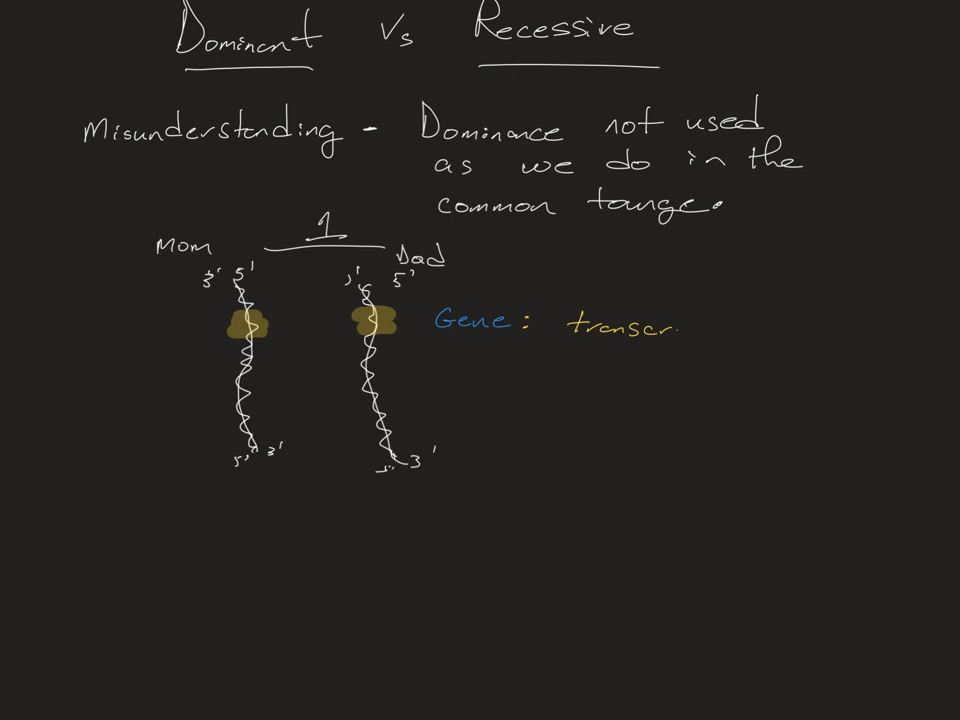 Dominant Vs Recessive
Misunderstanding - Dominance not used
as we do in the
common tounge.
1
Mom
Dad
3' 5'
5'
Gene: transcr
5' 3'
3'